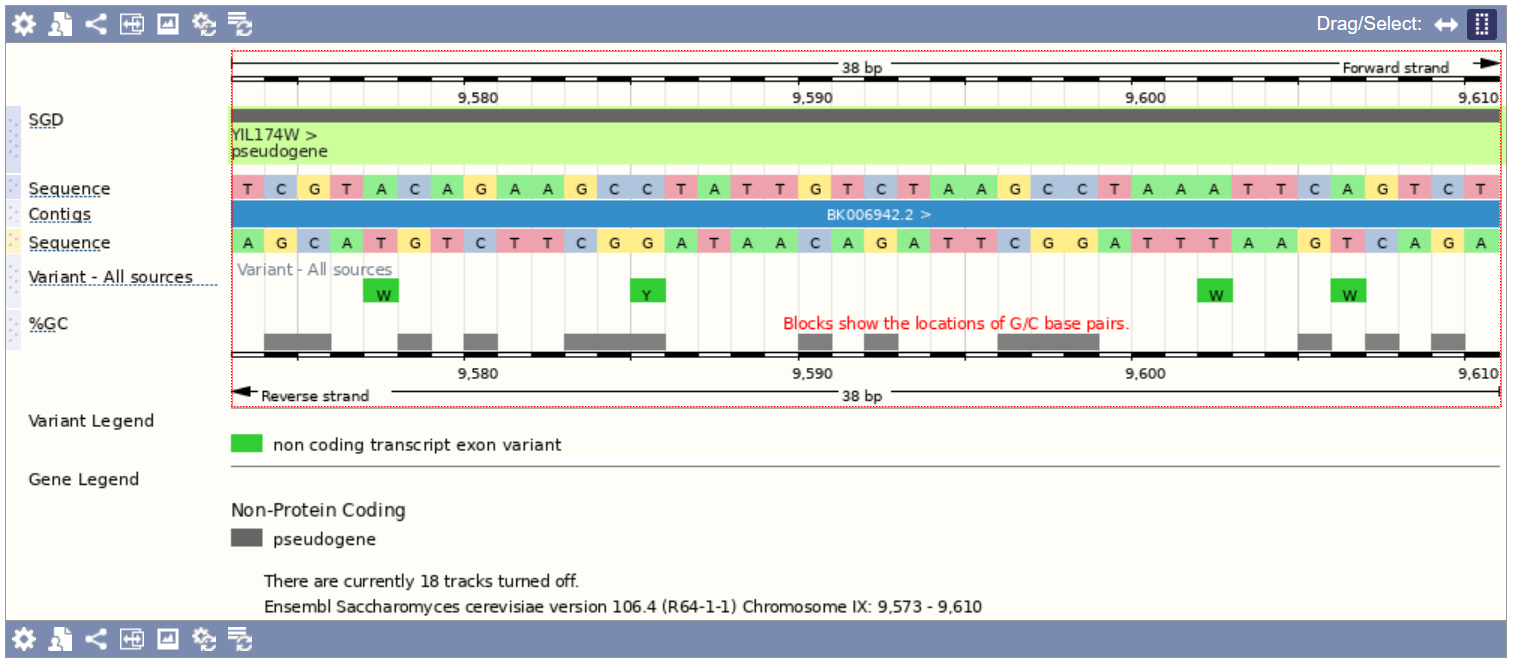 Drag/Select:
38 bp Forward strand
9,580 9,590 9,600 9,610
SGD
YIL174W >
pseudogene
Sequence T C G T A C A G A A G C C T A T T G T C T A A G C C T A A A T T C A G T C T
Contigs BK006942.2 >
Sequence A G C A T G T C T T C G G A T A A C A G A T T C G G A T T T A A G T C A G A
Variant - All sources Variant - All sources
W Y W W
%GC Blocks show the locations of G/C base pairs.
9,580 9,590 9,600 9,610
Reverse strand 38 bp
Variant Legend
non coding transcript exon variant
Gene Legend
Non-Protein Coding
pseudogene
There are currently 18 tracks turned off.
Ensembl Saccharomyces cerevisiae version 106.4 (R64-1-1) Chromosome IX: 9,573 - 9,610